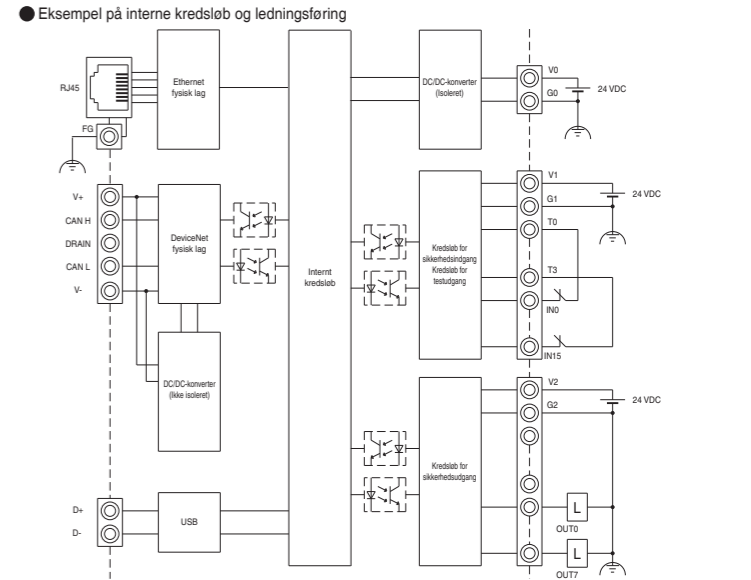 ● Eksempel på interne kredsløb og ledningsføring
RJ45
FG
Ethernet
fysisk lag
DC/DC-konverter
(Isoleret)
V0
G0
24 VDC
V+
CAN H
DRAIN
CAN L
V-
DeviceNet
fysisk lag
DC/DC-konverter
(Ikke isoleret)
Internt
kredsløb
Kredsløb for
sikkerhedsindgang
Kredsløb for
testudgang
V1
G1
T0
T3
IN0
IN15
24 VDC
Kredsløb for
sikkerhedsudgang
V2
G2
24 VDC
L
OUT0
L
OUT7
D+
D-
USB